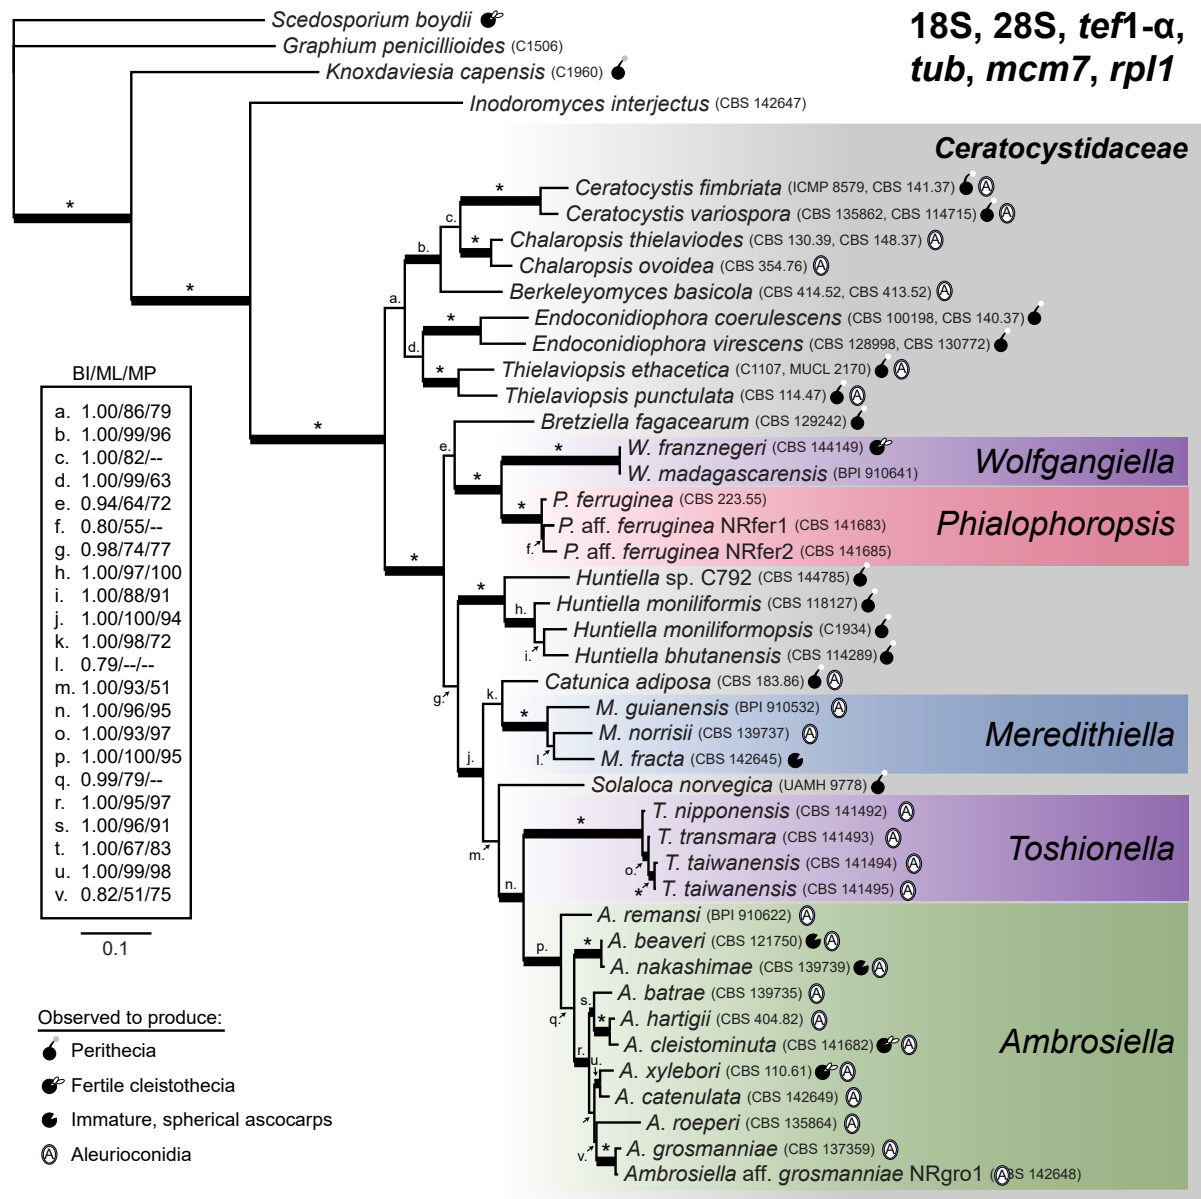 18S, 28S, tef1-α,
tub, mcm7, rpl1
Scedosporium boydii
Graphium penicillioides (C1506)
Knoxdaviesia capensis (C1960)
Inodoromyces interjectus (CBS 142647)
Ceratocystidaceae
Ceratocystis fimbriata (ICMP 8579, CBS 141.37) A
Ceratocystis variospora (CBS 135862, CBS 114715) A
Chalaropsis thielaviodes (CBS 130.39, CBS 148.37) A
Chalaropsis ovoidea (CBS 354.76) A
Berkeleyomyces basicola (CBS 414.52, CBS 413.52) A
Endoconidiophora coerulescens (CBS 100198, CBS 140.37)
Endoconidiophora virescens (CBS 128998, CBS 130772)
Thielaviopsis ethacetica (C1107, MUCL 2170) A
Thielaviopsis punctulata (CBS 114.47) A
Bretziella fagacearum (CBS 129242)
W. franznegeri (CBS 144149)
W. madagascarensis (BPI 910641)
Wolfgangiella
P. ferruginea (CBS 223.55)
P. aff. ferruginea NRfer1 (CBS 141683)
P. aff. ferruginea NRfer2 (CBS 141685)
Phialophoropsis
Huntiella sp. C792 (CBS 144785)
Huntiella moniliformis (CBS 118127)
Huntiella moniliformopsis (C1934)
Huntiella bhutanensis (CBS 114289)
Catunica adiposa (CBS 183.86) A
M. guianensis (BPI 910532) A
M. norrisii (CBS 139737) A
M. fracta (CBS 142645)
Meredithiella
Solaloca norvegica (UAMH 9778)
T. nipponensis (CBS 141492) A
T. transmara (CBS 141493) A
T. taiwanensis (CBS 141494) A
T. taiwanensis (CBS 141495) A
Toshionella
A. remansi (BPI 910622) A
A. beaveri (CBS 121750) A
A. nakashimae (CBS 139739) A
A. batrae (CBS 139735) A
A. hartigii (CBS 404.82) A
A. cleistominuta (CBS 141682) A
A. xylebori (CBS 110.61) A
A. catenulata (CBS 142649) A
A. roeperi (CBS 135864) A
A. grosmanniae (CBS 137359) A
Ambrosiella aff. grosmanniae NRgro1 (CBS 142648) A
Ambrosiella
* * * * * * * * * * * * * * * * * *
a.
b.
c.
d.
e.
f.
g.
h.
i.
j.
k.
l.
m.
n.
o.
p.
q.
r.
s.
u.
v.
BI/ML/MP
a. 1.00/86/79
b. 1.00/99/96
c. 1.00/82/--
d. 1.00/99/63
e. 0.94/64/72
f. 0.80/55/--
g. 0.98/74/77
h. 1.00/97/100
i. 1.00/88/91
j. 1.00/100/94
k. 1.00/98/72
l. 0.79/--/--
m. 1.00/93/51
n. 1.00/96/95
o. 1.00/93/97
p. 1.00/100/95
q. 0.99/79/--
r. 1.00/95/97
s. 1.00/96/91
t. 1.00/67/83
u. 1.00/99/98
v. 0.82/51/75
0.1
Observed to produce:
Perithecia
Fertile cleistothecia
Immature, spherical ascocarps
A Aleurioconidia